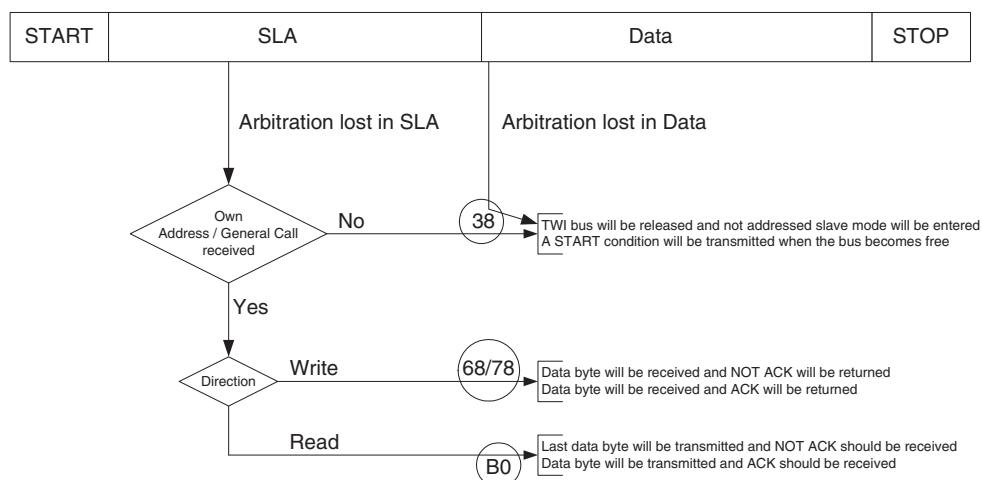 START SLA Data STOP
Arbitration lost in SLA Arbitration lost in Data
Own
Address / General Call
received
No
38
TWI bus will be released and not addressed slave mode will be entered
A START condition will be transmitted when the bus becomes free
Yes
Direction
Write
68/78
Data byte will be received and NOT ACK will be returned
Data byte will be received and ACK will be returned
Read
B0
Last data byte will be transmitted and NOT ACK should be received
Data byte will be transmitted and ACK should be received